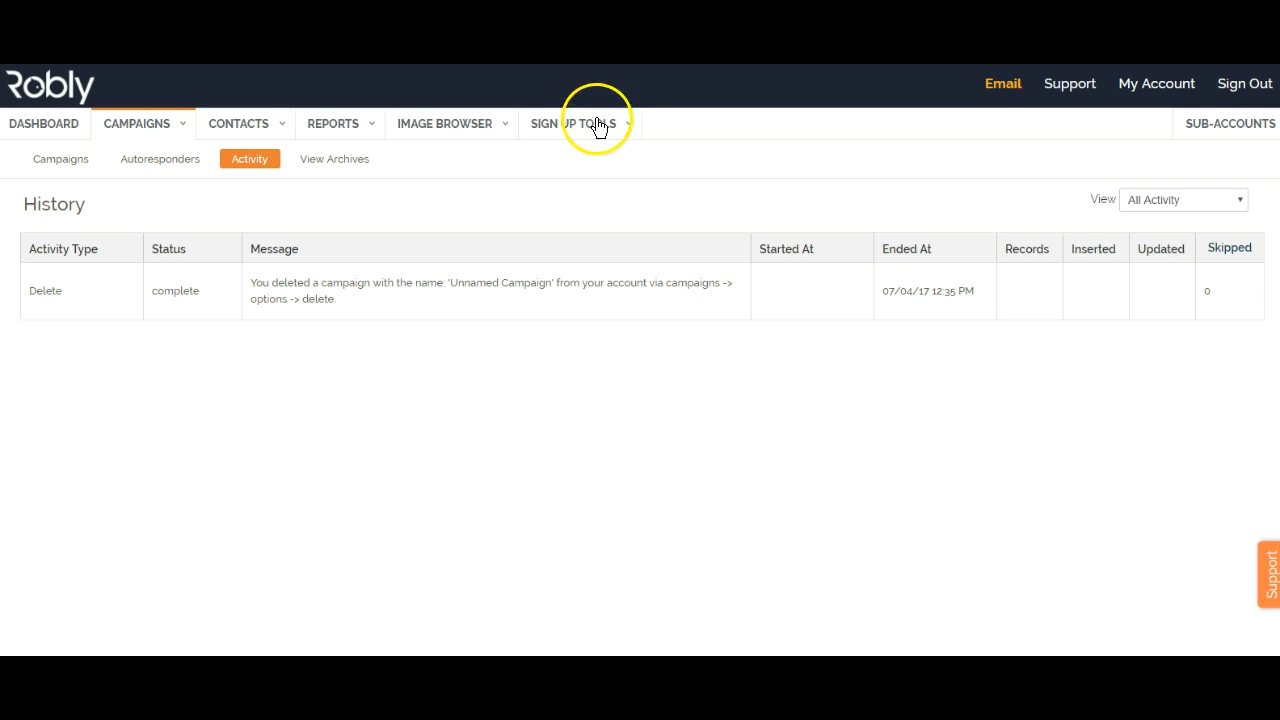 Robly
Email Support My Account Sign Out
DASHBOARD CAMPAIGNS CONTACTS REPORTS IMAGE BROWSER SIGN UP TOOLS SUB-ACCOUNTS
Campaigns Autoresponders Activity View Archives
History
View All Activity
Activity Type Status Message Started At Ended At Records Inserted Updated Skipped
You deleted a campaign with the name: 'Unnamed Campaign' from your account via campaigns ->
Delete complete 07/04/17 12:35 PM 0
options -> delete.
Support